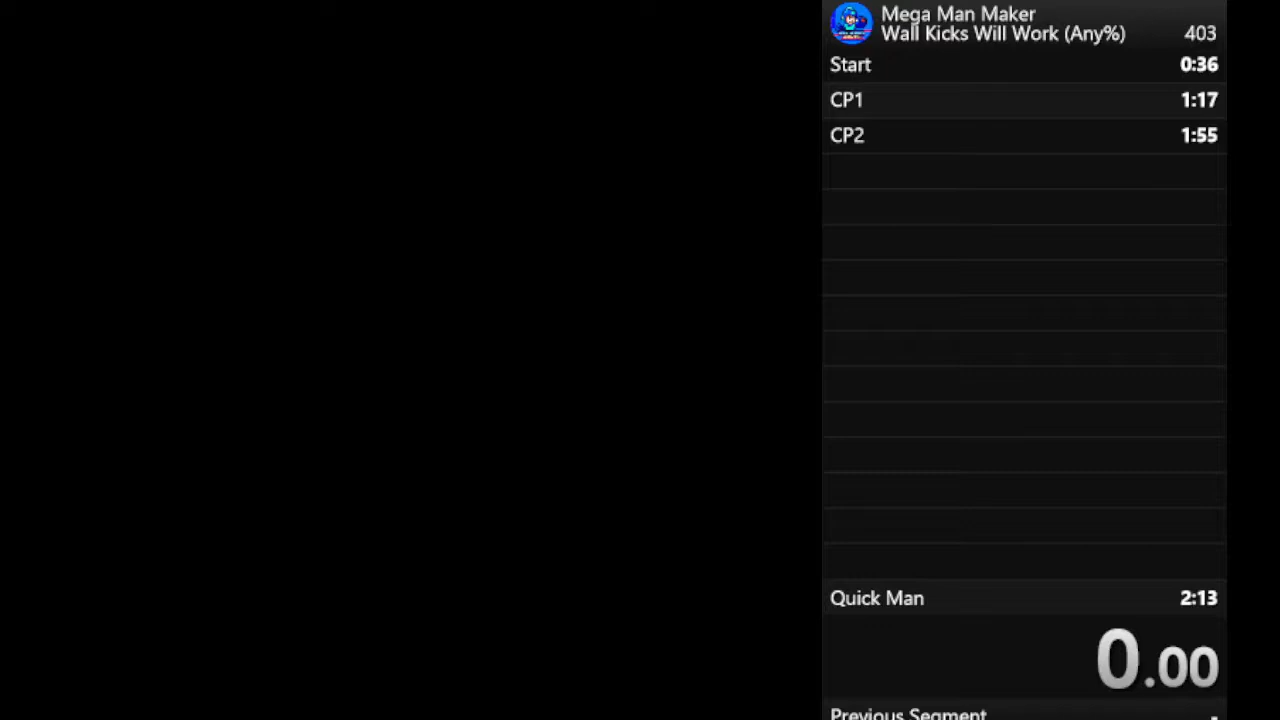 Mega Man Maker
Wall Kicks Will Work (Any%) 403
Start 0:36
CP1 1:17
CP2 1:55
Quick Man 2:13
0.00
Previous Segment -